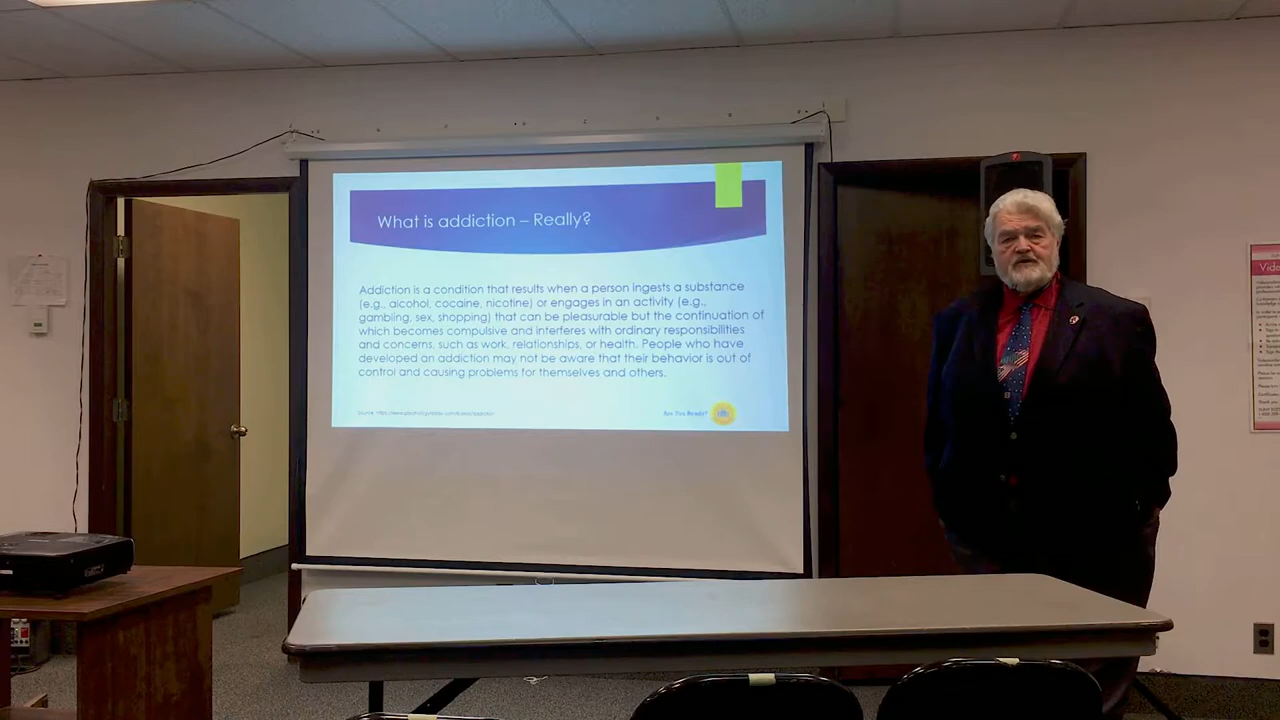 What is addiction – Really?
Addiction is a condition that results when a person ingests a substance
(e.g., alcohol, cocaine, nicotine) or engages in an activity (e.g.,
gambling, sex, shopping) that can be pleasurable but the continuation of
which becomes compulsive and interferes with ordinary responsibilities
and concerns, such as work, relationships, or health. People who have
developed an addiction may not be aware that their behavior is out of
control and causing problems for themselves and others.
Are You Ready?